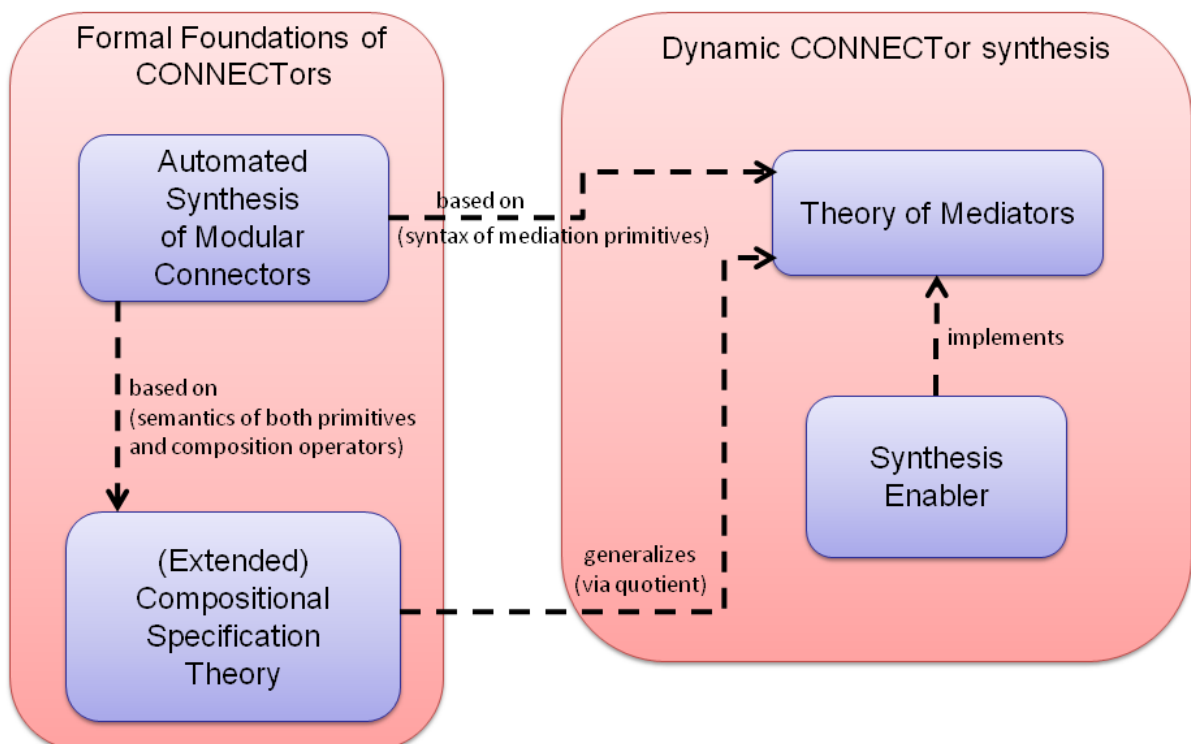 Formal Foundations of
CONNECTors
Automated
Synthesis
of Modular
Connectors
based on
(semantics of both primitives
and composition operators)
(Extended)
Compositional
Specification
Theory
based on
(syntax of mediation primitives)
generalizes
(via quotient)
Dynamic CONNECTor synthesis
Theory of Mediators
implements
Synthesis
Enabler